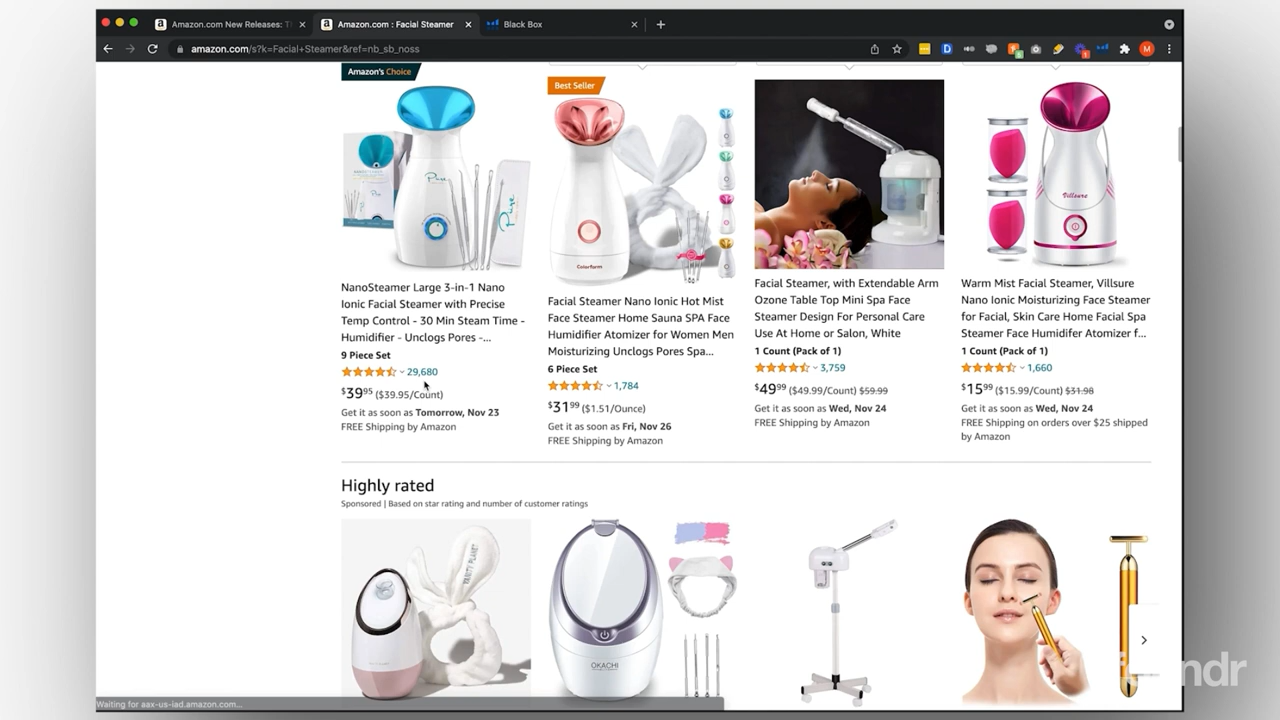 Amazon.com New Releases: T
Amazon.com : Facial Steamer
Black Box
amazon.com/s?k=Facial+Steamer&ref=nb_sb_noss
Amazon's Choice
Best Seller
Pure
Pure
Colorfarm
Villsure
NanoSteamer Large 3-in-1 Nano
Ionic Facial Steamer with Precise
Temp Control - 30 Min Steam Time -
Humidifier - Unclogs Pores -...
9 Piece Set
29,680
$39.95 ($39.95/Count)
Get it as soon as Tomorrow, Nov 23
FREE Shipping by Amazon
Facial Steamer Nano Ionic Hot Mist
Face Steamer Home Sauna SPA Face
Humidifier Atomizer for Women Men
Moisturizing Unclogs Pores Spa...
6 Piece Set
1,784
$31.99 ($1.51/Ounce)
Get it as soon as Fri, Nov 26
FREE Shipping by Amazon
Facial Steamer, with Extendable Arm
Ozone Table Top Mini Spa Face
Steamer Design For Personal Care
Use At Home or Salon, White
1 Count (Pack of 1)
3,759
$49.99 ($49.99/Count) $59.99
Get it as soon as Wed, Nov 24
FREE Shipping by Amazon
Warm Mist Facial Steamer, Villsure
Nano Ionic Moisturizing Face Steamer
for Facial, Skin Care Home Facial Spa
Steamer Face Humidifer Atomizer f...
1 Count (Pack of 1)
1,660
$15.99 ($15.99/Count) $31.98
Get it as soon as Wed, Nov 24
FREE Shipping on orders over $25 shipped
by Amazon
Highly rated
Sponsored | Based on star rating and number of customer ratings
OKACHI
Waiting for aax-us-iad.amazon.com...
foundr